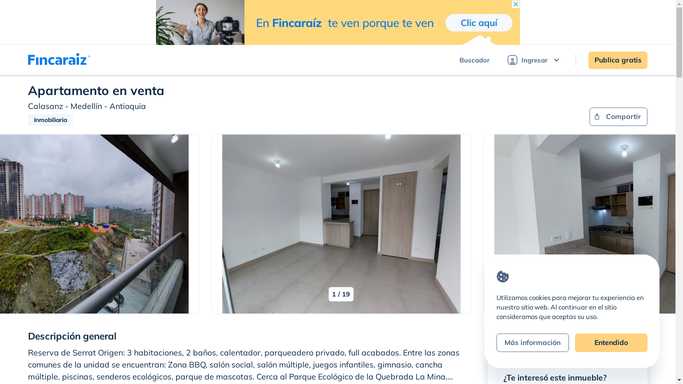 En Fincaraíz te ven porque te ven
Clic aquí
Fincaraíz
Buscador
Ingresar
Publica gratis
Apartamento en venta
Calasanz - Medellín - Antioquia
Inmobiliaria
Compartir
1 / 19
Utilizamos cookies para mejorar tu experiencia en
nuestro sitio web. Al continuar en el sitio
consideramos que aceptas su uso.
Más información
Entendido
Descripción general
Reserva de Serrat Origen: 3 habitaciones, 2 baños. calentador, parqueadero privado, full acabados. Entre las zonas
comunes de la unidad se encuentran: Zona BBQ, salón social, salón múltiple, juegos infantiles, gimnasio, cancha
múltiple, piscinas, senderos ecológicos, parque de mascotas. Cerca al Parque Ecológico de la Quebrada La Mina,...
¿Te interesó este inmueble?